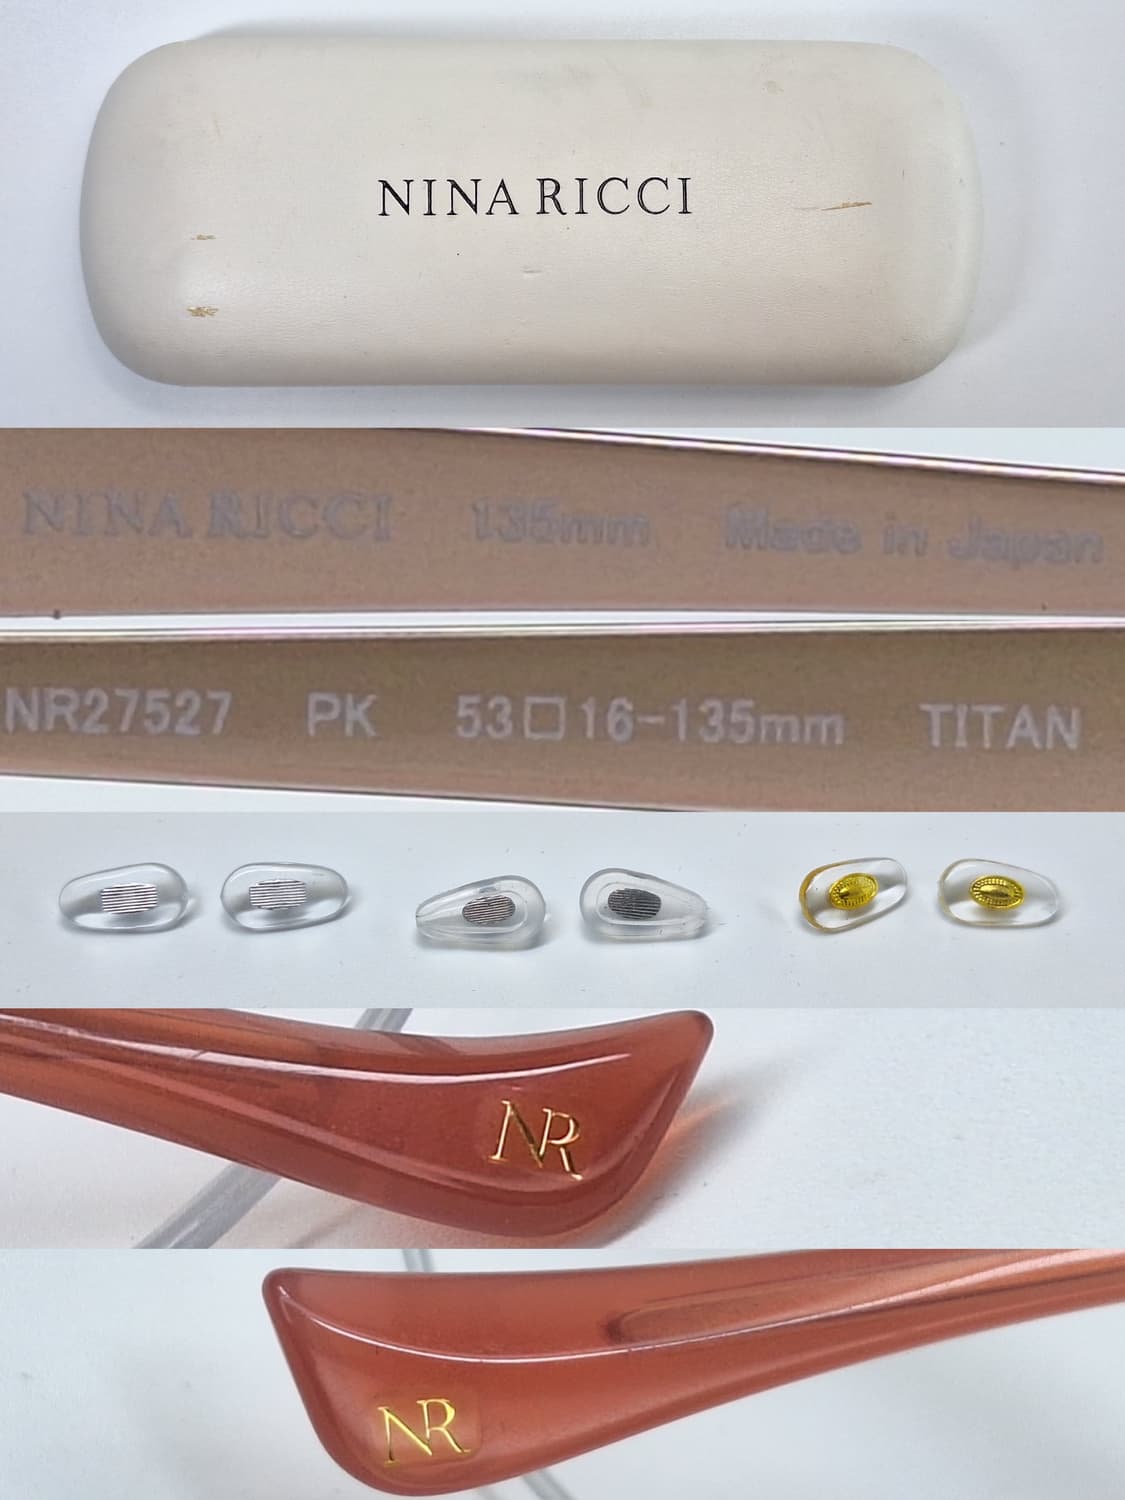 NINA RICCI
NINA RICCI 135mm Made in Japan
NR27527 PK 53□16-135mm TITAN
NR
NR